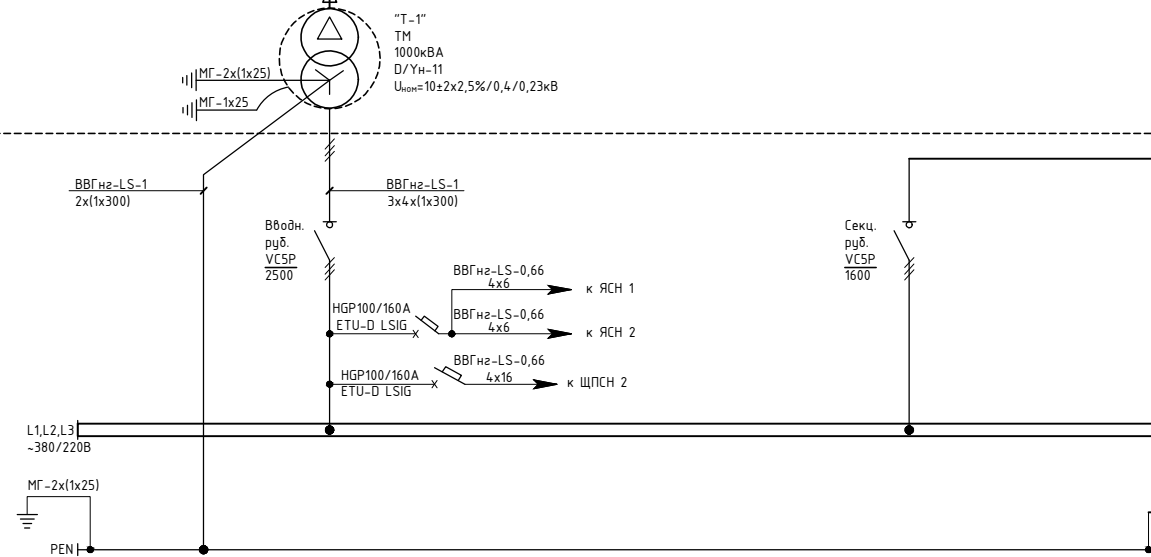 "Т-1"
ТМ
1000кВА
D/Yн-11
Uном=10±2х2,5%/0,4/0,23кВ
МГ-2х(1х25)
МГ-1х25
ВВГнг-LS-1
2х(1х300)
ВВГнг-LS-1
3х4х(1х300)
Вводн.
руб.
VC5P
2500
Секц.
руб.
VC5P
1600
ВВГнг-LS-0,66
4х6
к ЯСН 1
HGP100/160A
ETU-D LSIG
ВВГнг-LS-0,66
4х6
к ЯСН 2
HGP100/160A
ETU-D LSIG
ВВГнг-LS-0,66
4х16
к ЩПСН 2
L1,L2,L3
~380/220В
МГ-2х(1х25)
PEN